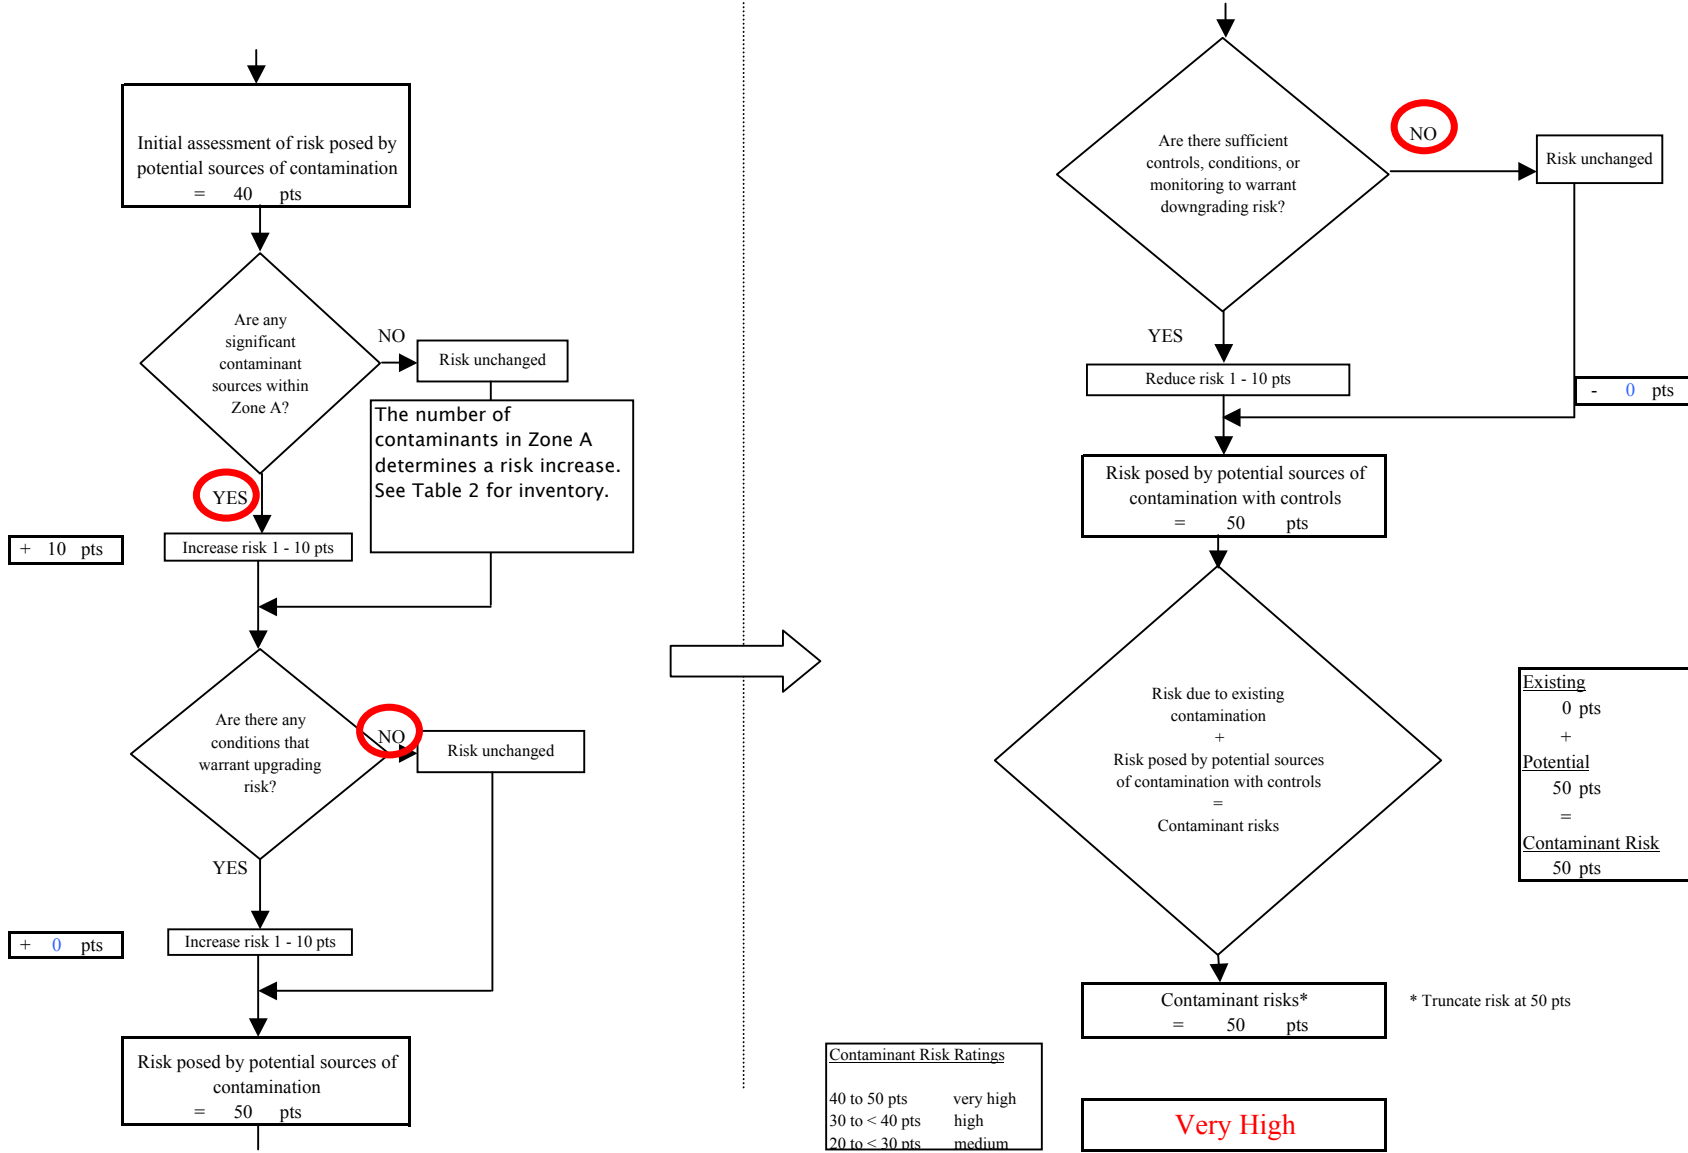 Initial assessment of risk posed by
potential sources of contamination
= 40 pts
Are any
significant
contaminant
sources within
Zone A?
NO
Risk unchanged
The number of
contaminants in Zone A
determines a risk increase.
See Table 2 for inventory.
YES
+ 10 pts
Increase risk 1 - 10 pts
Are there any
conditions that
warrant upgrading
risk?
NO
Risk unchanged
YES
+ 0 pts
Increase risk 1 - 10 pts
Risk posed by potential sources of
contamination
= 50 pts
Are there sufficient
controls, conditions, or
monitoring to warrant
downgrading risk?
NO
Risk unchanged
YES
Reduce risk 1 - 10 pts
- 0 pts
Risk posed by potential sources of
contamination with controls
= 50 pts
Risk due to existing
contamination
+
Risk posed by potential sources
of contamination with controls
=
Contaminant risks
Existing
0 pts
+
Potential
50 pts
=
Contaminant Risk
50 pts
Contaminant risks*
= 50 pts
* Truncate risk at 50 pts
Contaminant Risk Ratings
40 to 50 pts very high
30 to < 40 pts high
20 to < 30 pts medium
Very High